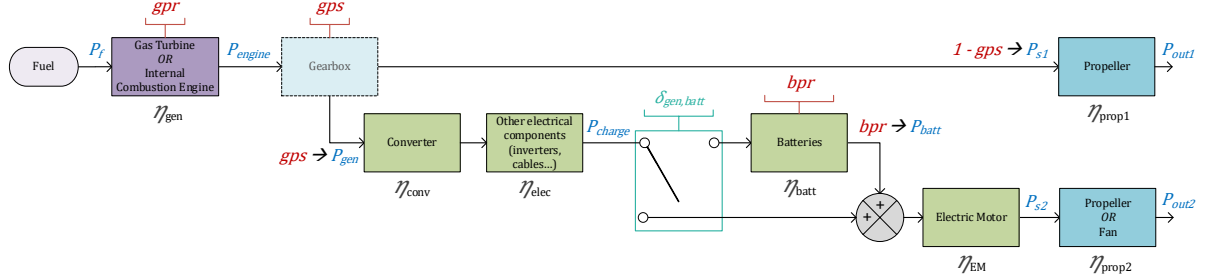 gpr
gps
Fuel
P_f
Gas Turbine
OR
Internal
Combustion Engine
P_engine
Gearbox
1 - gps → P_s1
Propeller
P_out1
η_gen
η_prop1
gps → P_gen
Converter
η_conv
Other electrical
components
(inverters,
cables…)
η_elec
P_charge
δ_gen,batt
bpr
Batteries
η_batt
bpr → P_batt
+
+
Electric Motor
η_EM
P_s2
Propeller
OR
Fan
P_out2
η_prop2